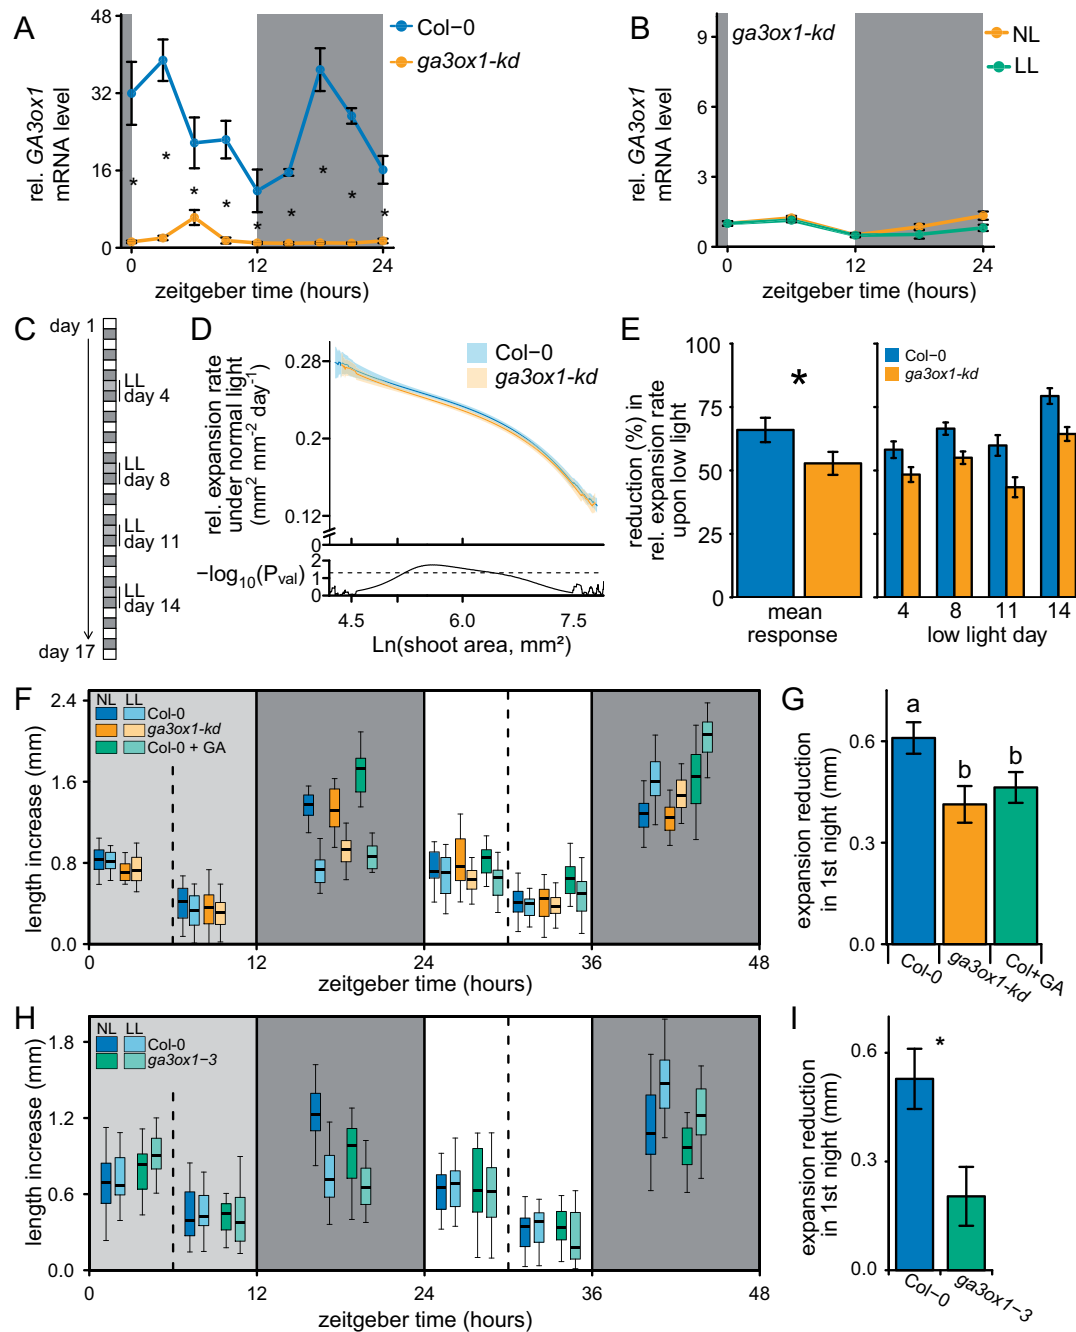 A
rel. GA3ox1
mRNA level
48
32
16
0
Col−0
ga3ox1-kd
*
*
*
*
*
*
*
*
*
0
12
24
zeitgeber time (hours)
B
rel. GA3ox1
mRNA level
9
6
3
0
ga3ox1-kd
NL
LL
0
12
24
zeitgeber time (hours)
C
day 1
LL
day 4
LL
day 8
LL
day 11
LL
day 14
day 17
D
rel. expansion rate
under normal light
(mm² mm⁻² day⁻¹)
0.28
0.2
0.12
0
Col−0
ga3ox1-kd
−log₁₀(Pval)
2
1
0
4.5
6.0
7.5
Ln(shoot area, mm²)
E
reduction (%) in
rel. expansion rate
upon low light
100
75
50
25
0
*
mean
response
Col−0
ga3ox1-kd
4
8
11
14
low light day
F
length increase (mm)
2.4
1.6
0.8
0.0
NL LL
Col-0
ga3ox1-kd
Col-0 + GA
0
12
24
36
48
zeitgeber time (hours)
G
expansion reduction
in 1st night (mm)
0.6
0.3
0.0
a
b
b
Col-0
ga3ox1-kd
Col+GA
H
length increase (mm)
1.8
1.2
0.6
0.0
NL LL
Col-0
ga3ox1−3
0
12
24
36
48
zeitgeber time (hours)
I
expansion reduction
in 1st night (mm)
0.6
0.3
0.0
*
Col−0
ga3ox1−3